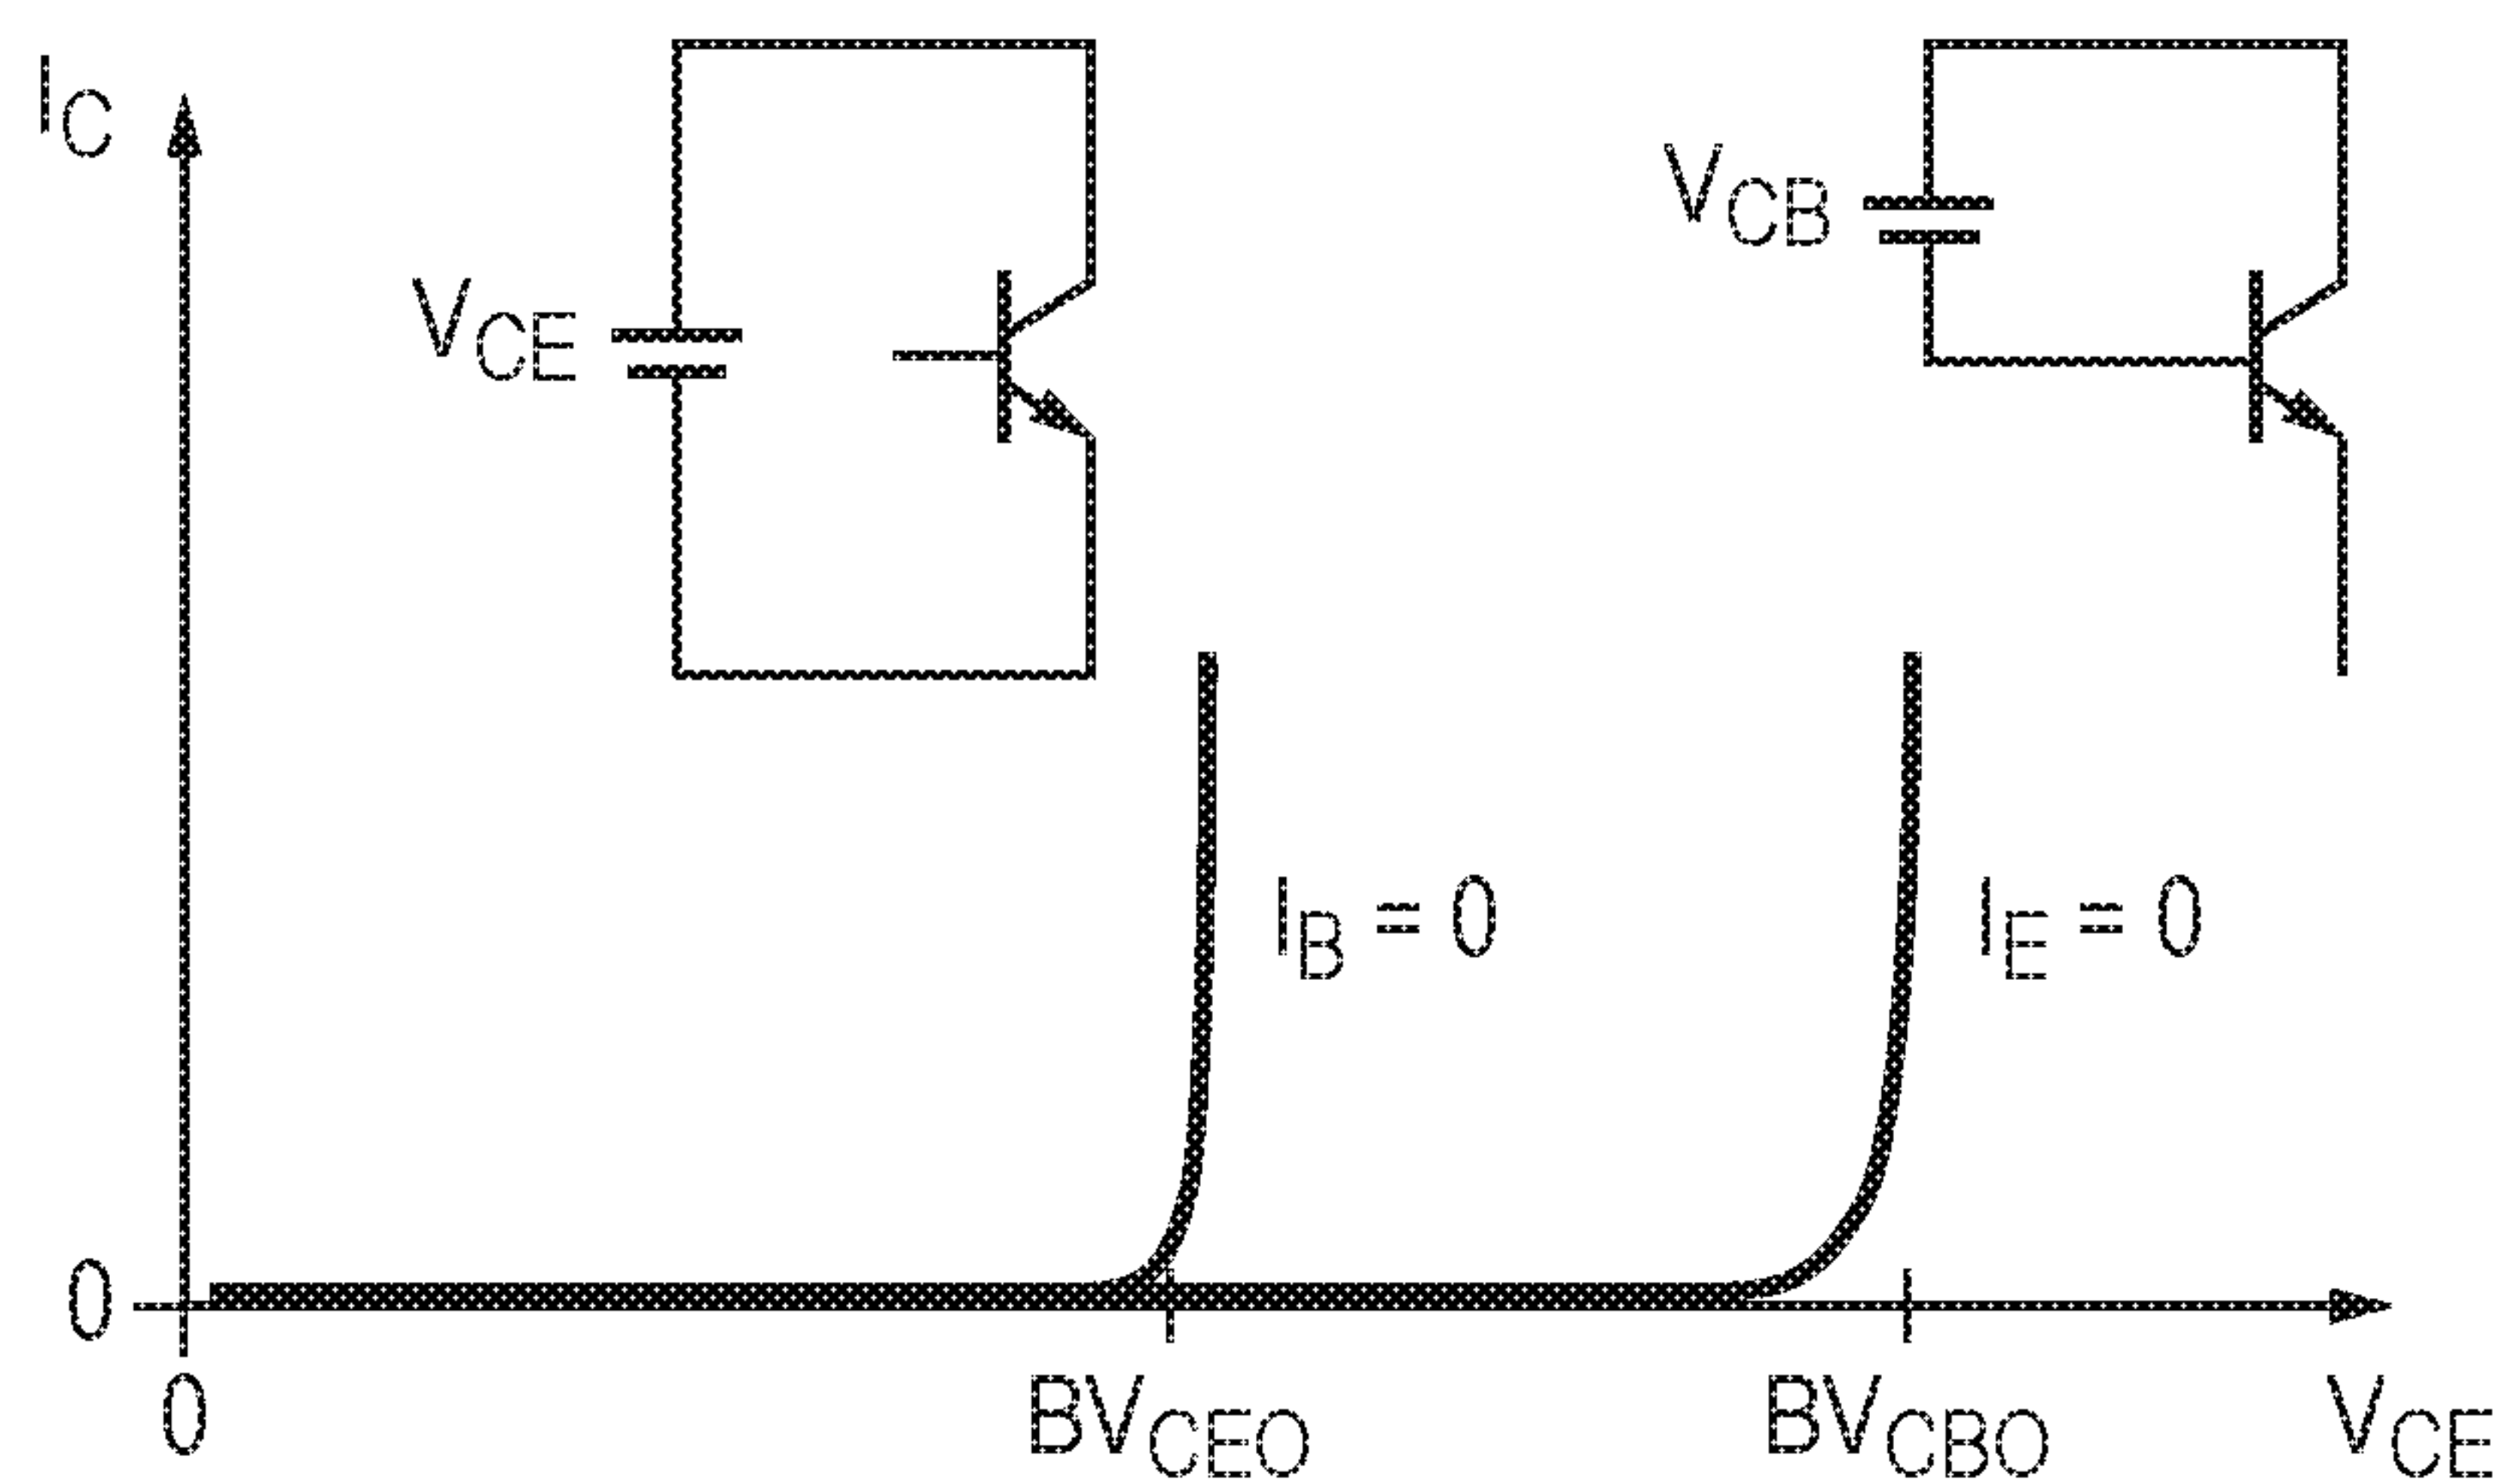 I_C
V_CE
V_CB
I_B = 0
I_E = 0
0
0
BV_CEO
BV_CBO
V_CE